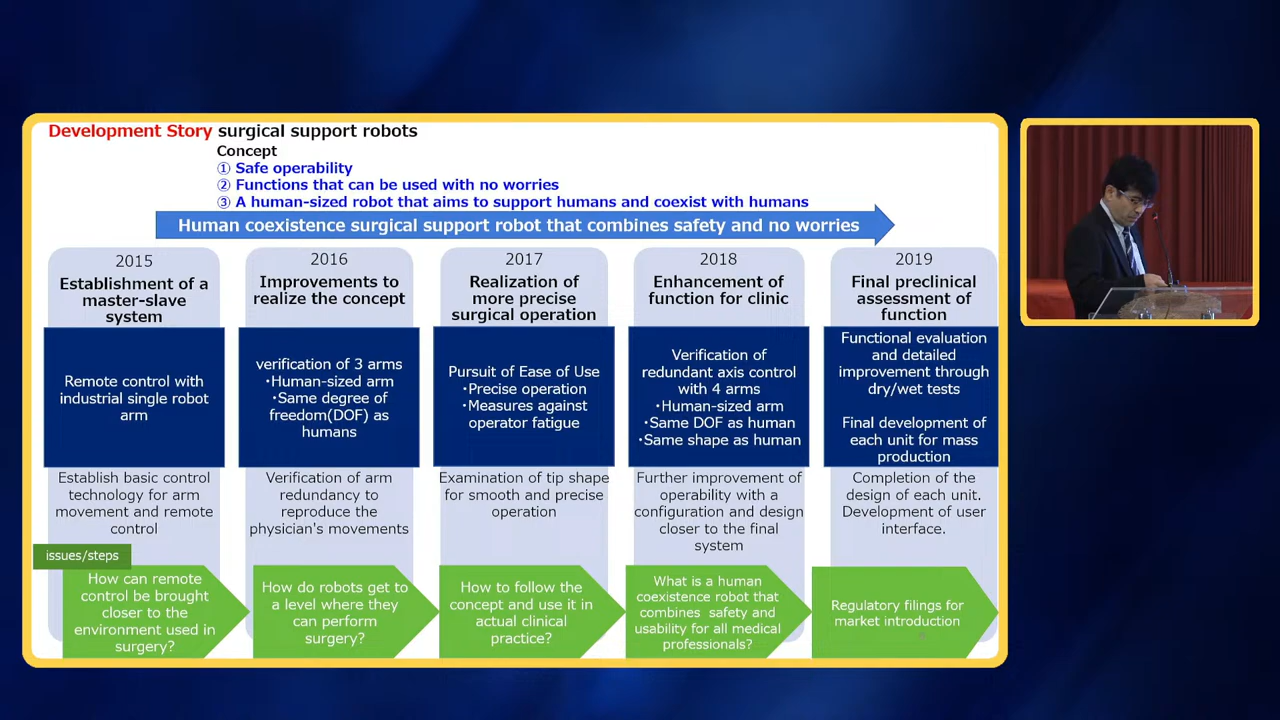 Development Story surgical support robots
Concept
① Safe operability
② Functions that can be used with no worries
③ A human-sized robot that aims to support humans and coexist with humans
Human coexistence surgical support robot that combines safety and no worries
2015
Establishment of a
master-slave
system
Remote control with
industrial single robot
arm
Establish basic control
technology for arm
movement and remote
control
2016
Improvements to
realize the concept
verification of 3 arms
・Human-sized arm
・Same degree of
freedom(DOF) as
humans
Verification of arm
redundancy to
reproduce the
physician's movements
2017
Realization of
more precise
surgical operation
Pursuit of Ease of Use
・Precise operation
・Measures against
operator fatigue
Examination of tip shape
for smooth and precise
operation
2018
Enhancement of
function for clinic
Verification of
redundant axis control
with 4 arms
・Human-sized arm
・Same DOF as human
・Same shape as human
Further improvement of
operability with a
configuration and design
closer to the final
system
2019
Final preclinical
assessment of
function
Functional evaluation
and detailed
improvement through
dry/wet tests
Final development of
each unit for mass
production
Completion of the
design of each unit.
Development of user
interface.
issues/steps
How can remote
control be brought
closer to the
environment used in
surgery?
How do robots get to
a level where they
can perform
surgery?
How to follow the
concept and use it in
actual clinical
practice?
What is a human
coexistence robot that
combines safety and
usability for all medical
professionals?
Regulatory filings for
market introduction